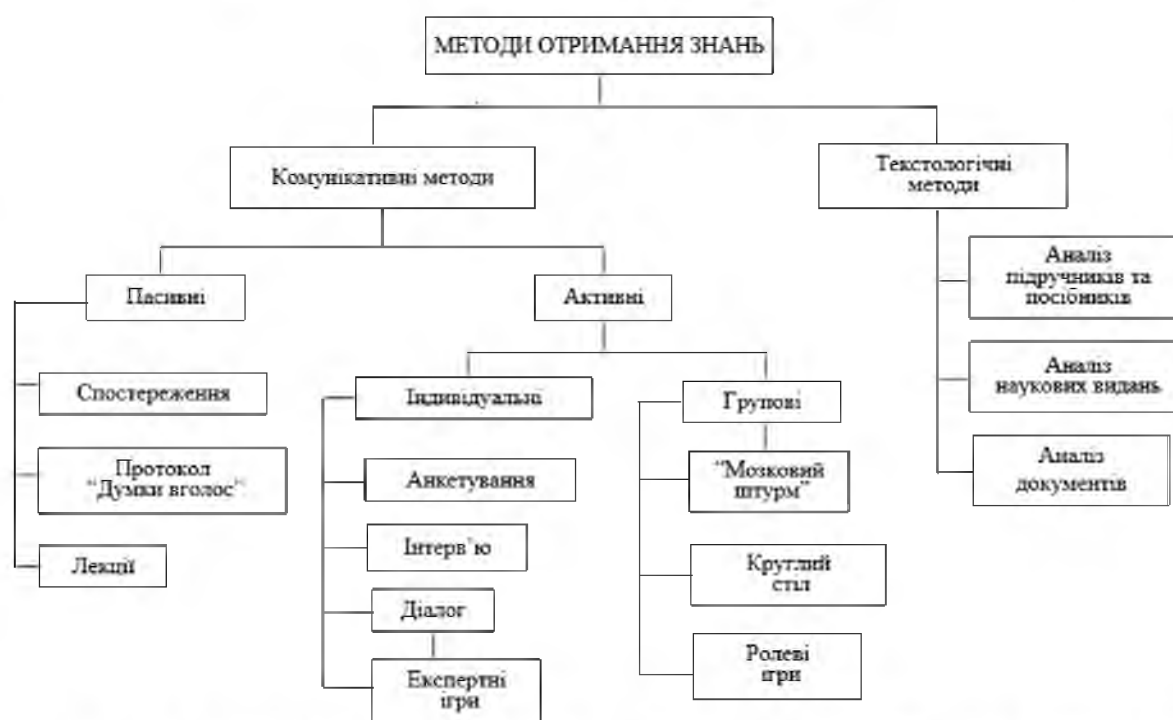 МЕТОДИ ОТРИМАННЯ ЗНАНЬ
Комунікативні методи
Текстологічні
методи
Пасивні
Активні
Аналіз
підручників та
посібників
Спостереження
Індивідуальні
Групові
Аналіз
наукових видань
Протокол
“Думки вголос”
Анкетування
“Мозковий
штурм”
Аналіз
документів
Лекції
Інтерв’ю
Круглий
стіл
Діалог
Експертні
ігри
Ролеві
ігри